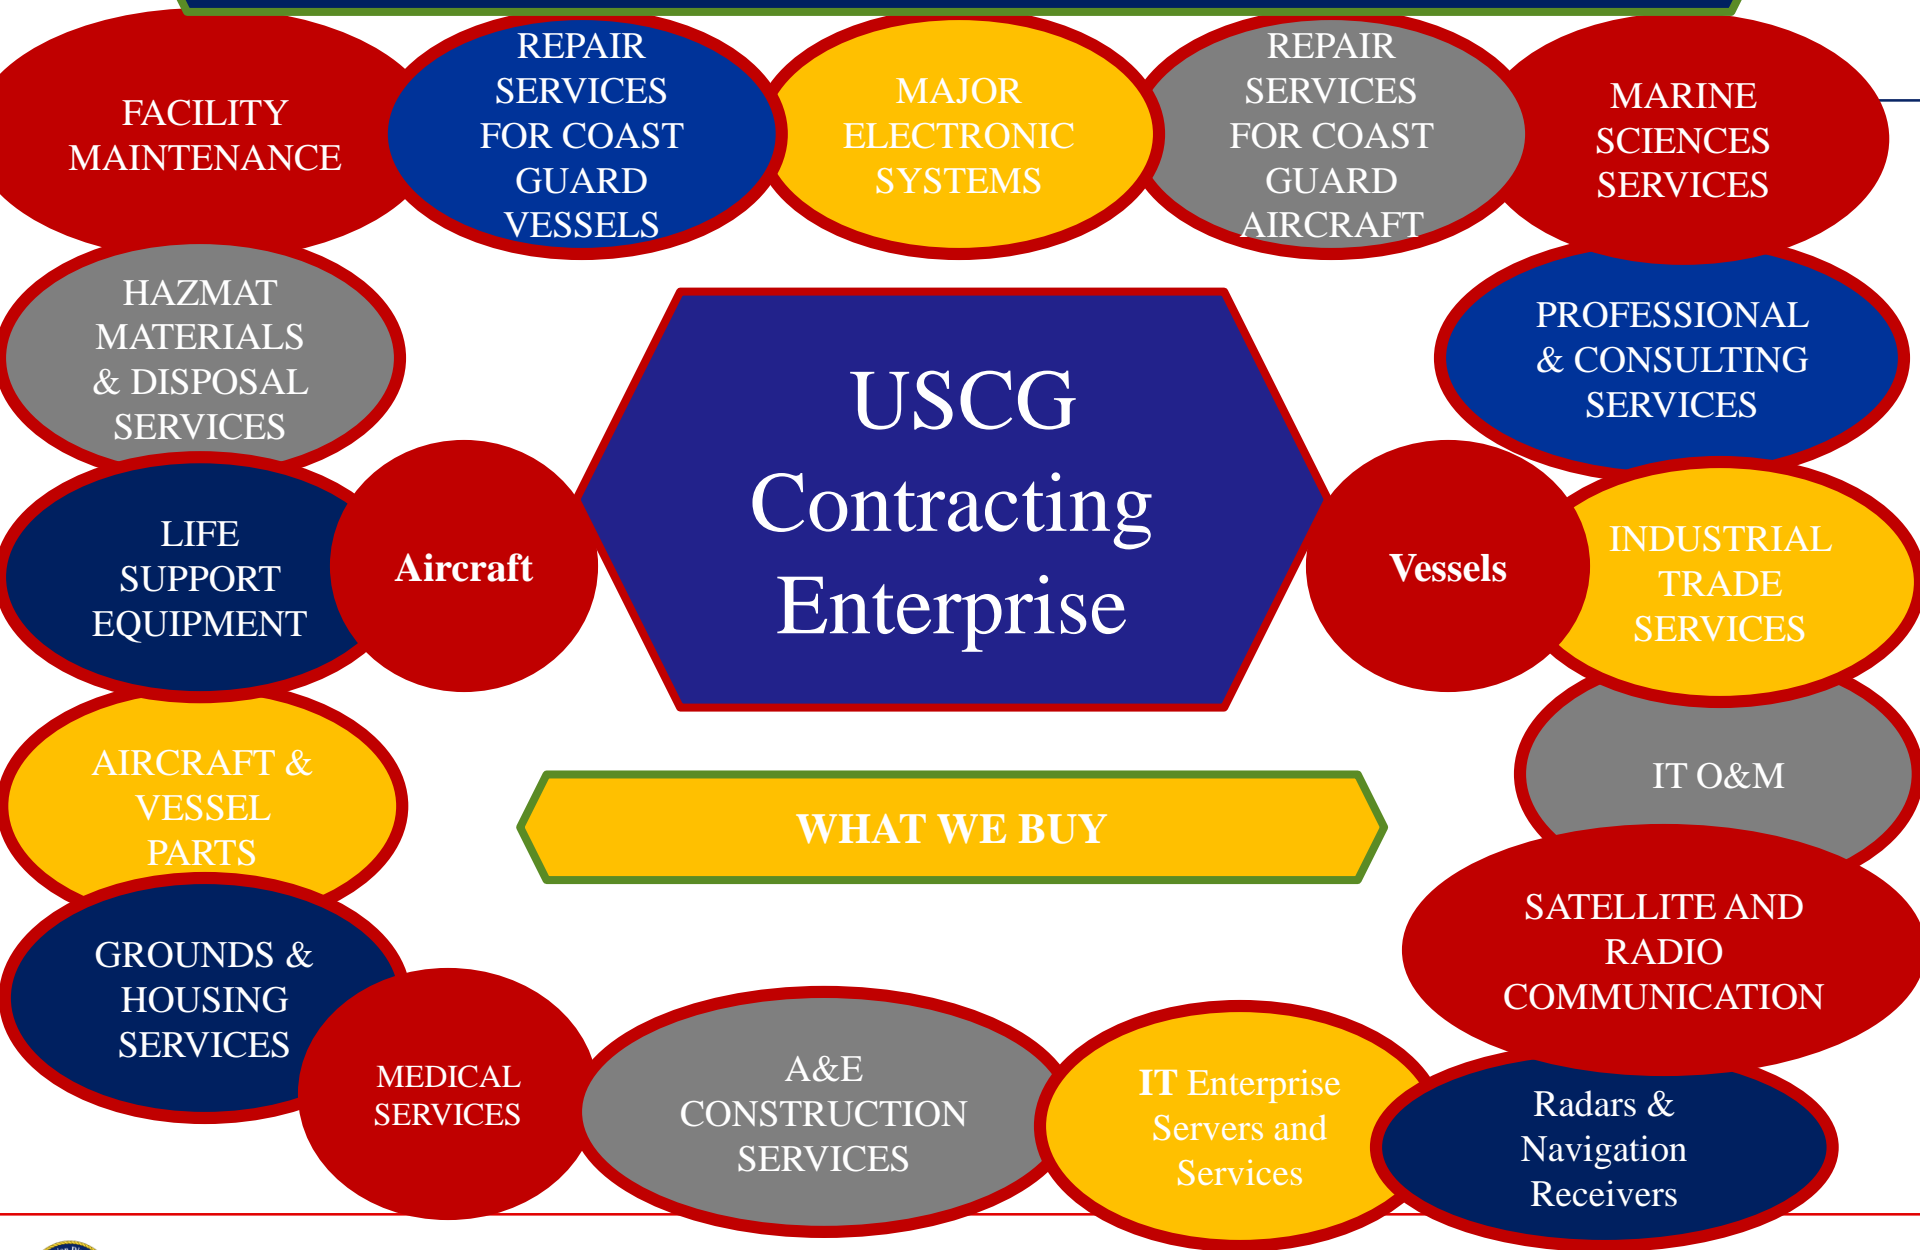 FACILITY
MAINTENANCE
REPAIR
SERVICES
FOR COAST
GUARD
VESSELS
MAJOR
ELECTRONIC
SYSTEMS
REPAIR
SERVICES
FOR COAST
GUARD
AIRCRAFT
MARINE
SCIENCES
SERVICES
HAZMAT
MATERIALS
& DISPOSAL
SERVICES
USCG
Contracting
Enterprise
PROFESSIONAL
& CONSULTING
SERVICES
LIFE
SUPPORT
EQUIPMENT
Aircraft
Vessels
INDUSTRIAL
TRADE
SERVICES
AIRCRAFT &
VESSEL
PARTS
WHAT WE BUY
IT O&M
GROUNDS &
HOUSING
SERVICES
SATELLITE AND
RADIO
COMMUNICATION
MEDICAL
SERVICES
A&E
CONSTRUCTION
SERVICES
IT Enterprise
Servers and
Services
Radars &
Navigation
Receivers